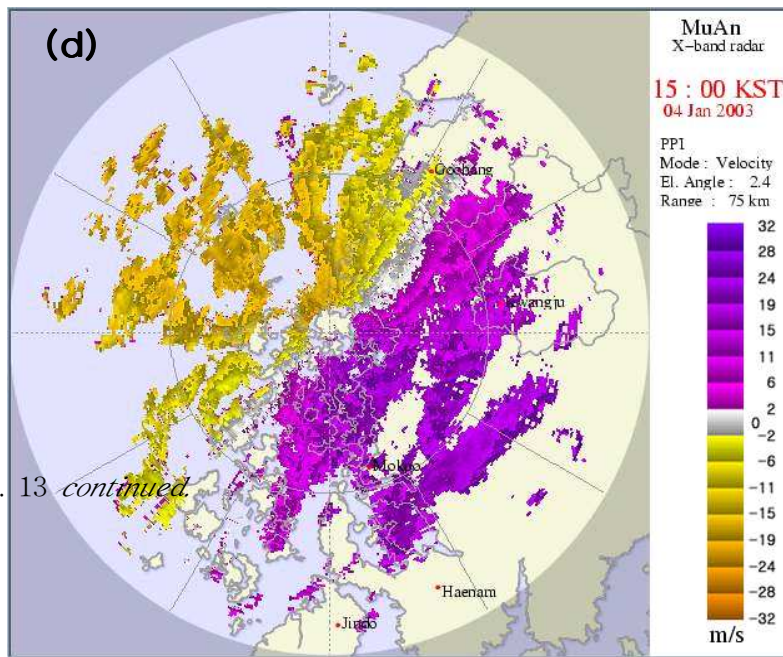 (d)
MuAn
X-band radar
15 : 00 KST
04 Jan 2003
PPI
Mode : Velocity
El. Angle : 2.4
Range : 75 km
Gochang
Mokpo
Haenam
Jindo
. 13 continued.
32
28
24
19
15
11
6
2
0
-2
-6
-11
-15
-19
-24
-28
-32
m/s